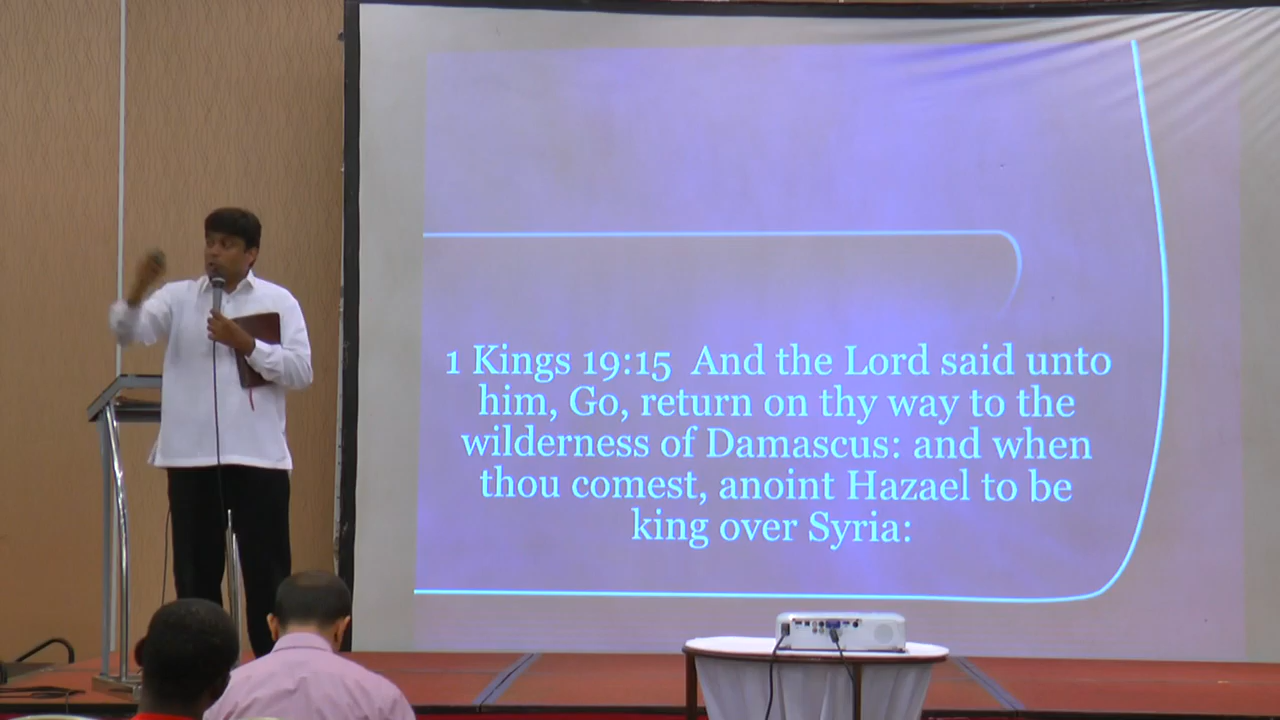 1 Kings 19:15  And the Lord said unto
him, Go, return on thy way to the
wilderness of Damascus: and when
thou comest, anoint Hazael to be
king over Syria: